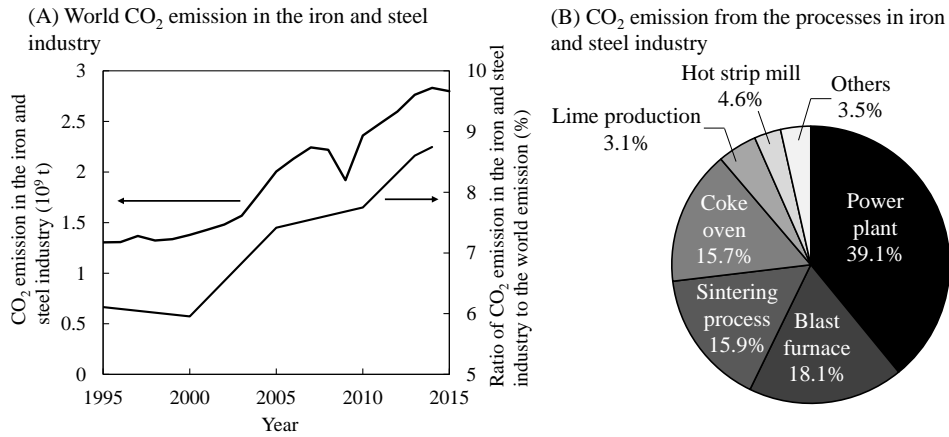 (A) World CO₂ emission in the iron and steel
industry
3
2.5
2
1.5
1
0.5
0
CO₂ emission in the iron and
steel industry (10⁹ t)
10
9
8
7
6
5
Ratio of CO₂ emission in the iron and steel
industry to the world emission (%)
1995 2000 2005 2010 2015
Year
(B) CO₂ emission from the processes in iron
and steel industry
Hot strip mill
4.6%
Others
3.5%
Lime production
3.1%
Power
plant
39.1%
Coke
oven
15.7%
Sintering
process
15.9%
Blast
furnace
18.1%